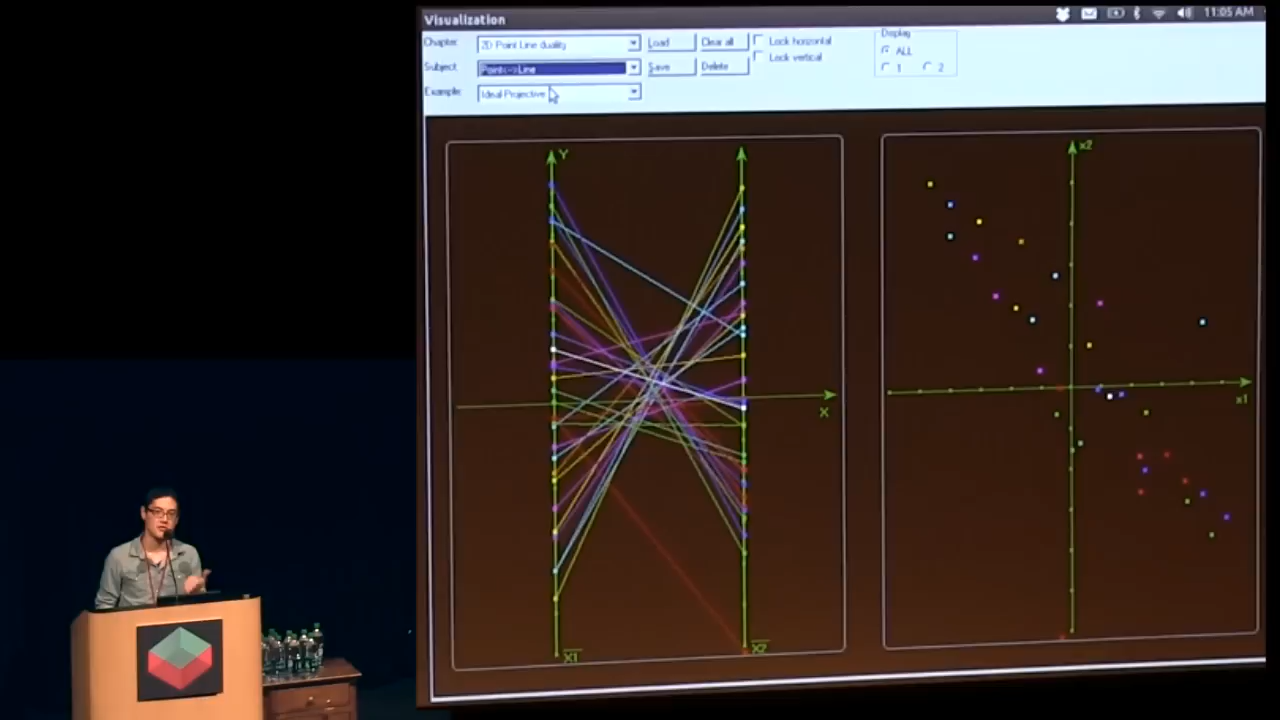 Visualization
11:05 AM
Chapter: 2D Point Line duality Load Clear all Lock horizontal
Display
ALL
Subject: Point<->Line Save Delete Lock vertical
1 2
Example: Ideal Projective
Y
X
X1
X2
x2
x1